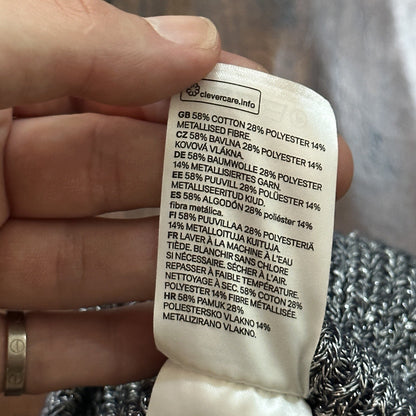 clevercare.info
GB 58% COTTON 28% POLYESTER 14%
METALLISED FIBRE.
CZ 58% BAVLNA 28% POLYESTER 14%
KOVOVÁ VLÁKNA.
DE 58% BAUMWOLLE 28% POLYESTER
14% METALLISIERTES GARN.
EE 58% PUUVILL 28% POLÜESTER 14%
METALLISEERITUD KIUD.
ES 58% ALGODÓN 28% poliéster 14%
fibra metálica.
FI 58% PUUVILLAA 28% POLYESTERIÄ
14% METALLOITUJA KUITUJA.
FR LAVER À LA MACHINE À L'EAU
TIÈDE. BLANCHIR SANS CHLORE
SI NÉCESSAIRE. SÉCHER À L'AIR.
REPASSER À FAIBLE TEMPÉRATURE.
NETTOYAGE À SEC. 58% COTON 28%
POLYESTER 14% FIBRE MÉTALLISÉE
HR 58% PAMUK 28%
POLIESTERSKO VLAKNO 14%
METALIZIRANO VLAKNO.